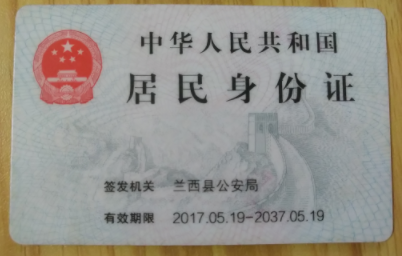 中华人民共和国
居民身份证
签发机关 兰西县公安局
有效期限 2017.05.19-2037.05.19